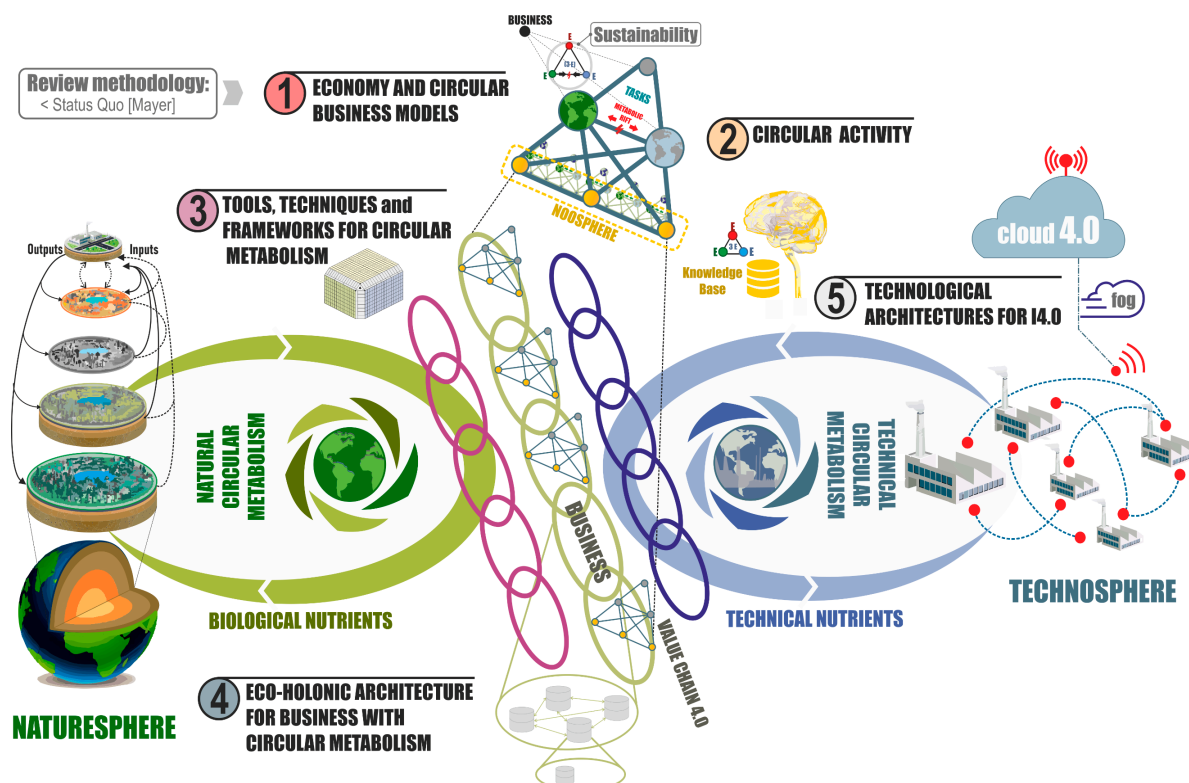 BUSINESS
E
Sustainability
[3-E]
E
E
Review methodology:
< Status Quo [Mayer]
1
ECONOMY AND CIRCULAR
BUSINESS MODELS
TASKS
METABOLIC
RIFT
2
CIRCULAR ACTIVITY
NOOSPHERE
3
TOOLS, TECHNIQUES and
FRAMEWORKS FOR CIRCULAR
METABOLISM
Outputs
Inputs
E
3 E
E
E
Knowledge
Base
cloud 4.0
fog
5
TECHNOLOGICAL
ARCHITECTURES FOR I4.0
NATURAL
CIRCULAR
METABOLISM
TECHNICAL
CIRCULAR
METABOLISM
BUSINESS
VALUE CHAIN 4.0
BIOLOGICAL NUTRIENTS
TECHNICAL NUTRIENTS
TECHNOSPHERE
NATURESPHERE
4
ECO-HOLONIC ARCHITECTURE
FOR BUSINESS WITH
CIRCULAR METABOLISM